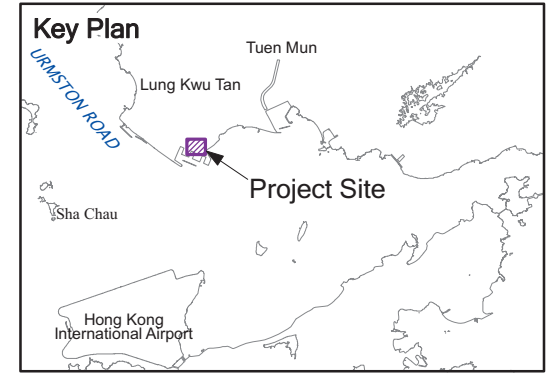 Key Plan
Tuen Mun
URMSTON ROAD
Lung Kwu Tan
Project Site
Sha Chau
Hong Kong
International Airport